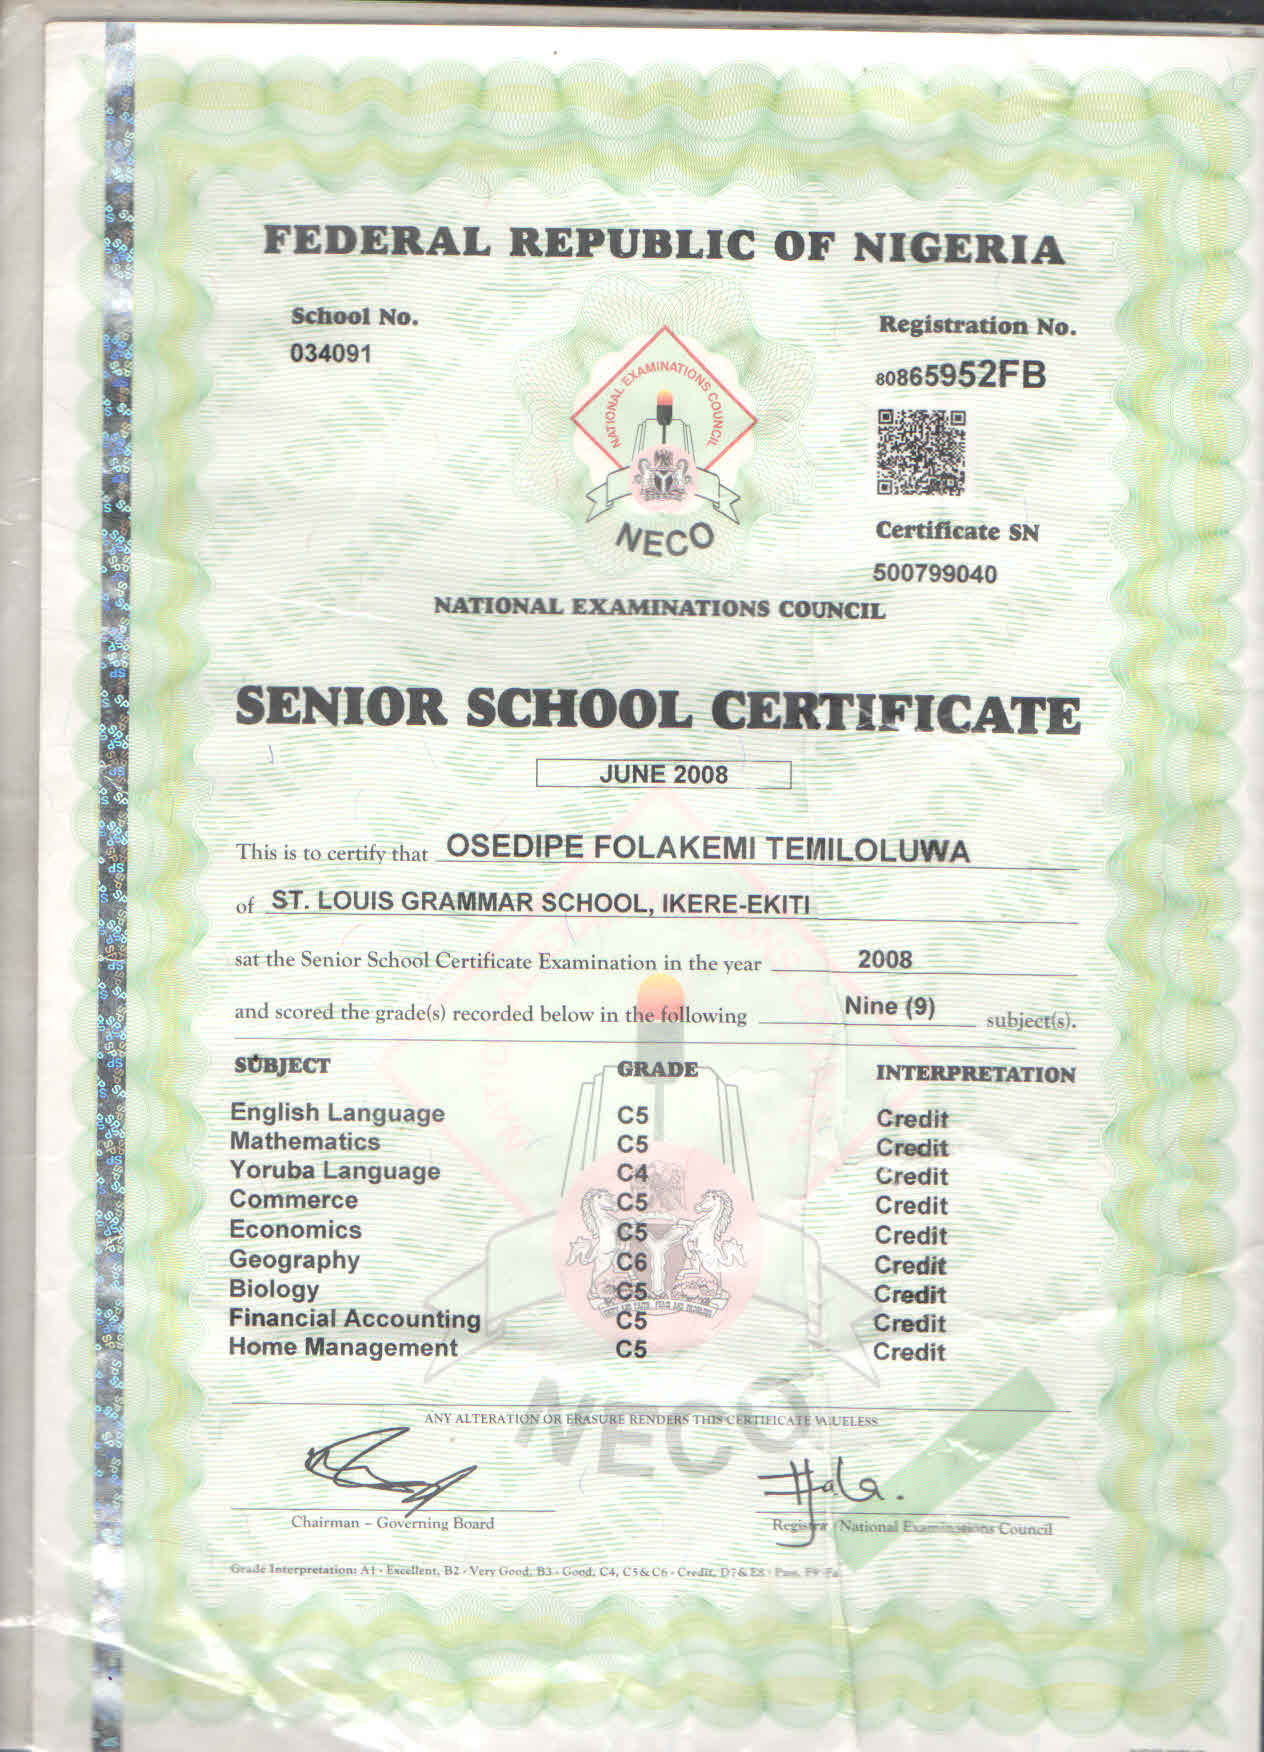 FEDERAL REPUBLIC OF NIGERIA
School No.
034091
Registration No.
80865952FB
NATIONAL EXAMINATIONS COUNCIL
NECO
Certificate SN
500799040
NATIONAL EXAMINATIONS COUNCIL
SENIOR SCHOOL CERTIFICATE
JUNE 2008
This is to certify that OSEDIPE FOLAKEMI TEMILOLUWA
of ST. LOUIS GRAMMAR SCHOOL, IKERE-EKITI
sat the Senior School Certificate Examination in the year 2008
and scored the grade(s) recorded below in the following Nine (9) subject(s).
SUBJECT GRADE INTERPRETATION
English Language C5 Credit
Mathematics C5 Credit
Yoruba Language C4 Credit
Commerce C5 Credit
Economics C5 Credit
Geography C6 Credit
Biology C5 Credit
Financial Accounting C5 Credit
Home Management C5 Credit
NECO
ANY ALTERATION OR ERASURE RENDERS THIS CERTIFICATE VALUELESS
Chairman - Governing Board
National Examinations Council
Grade Interpretation: A1 - Excellent, B2 - Very Good, B3 - Good, C4, C5 & C6 - Credit, D7 & E8 - Pass, F9